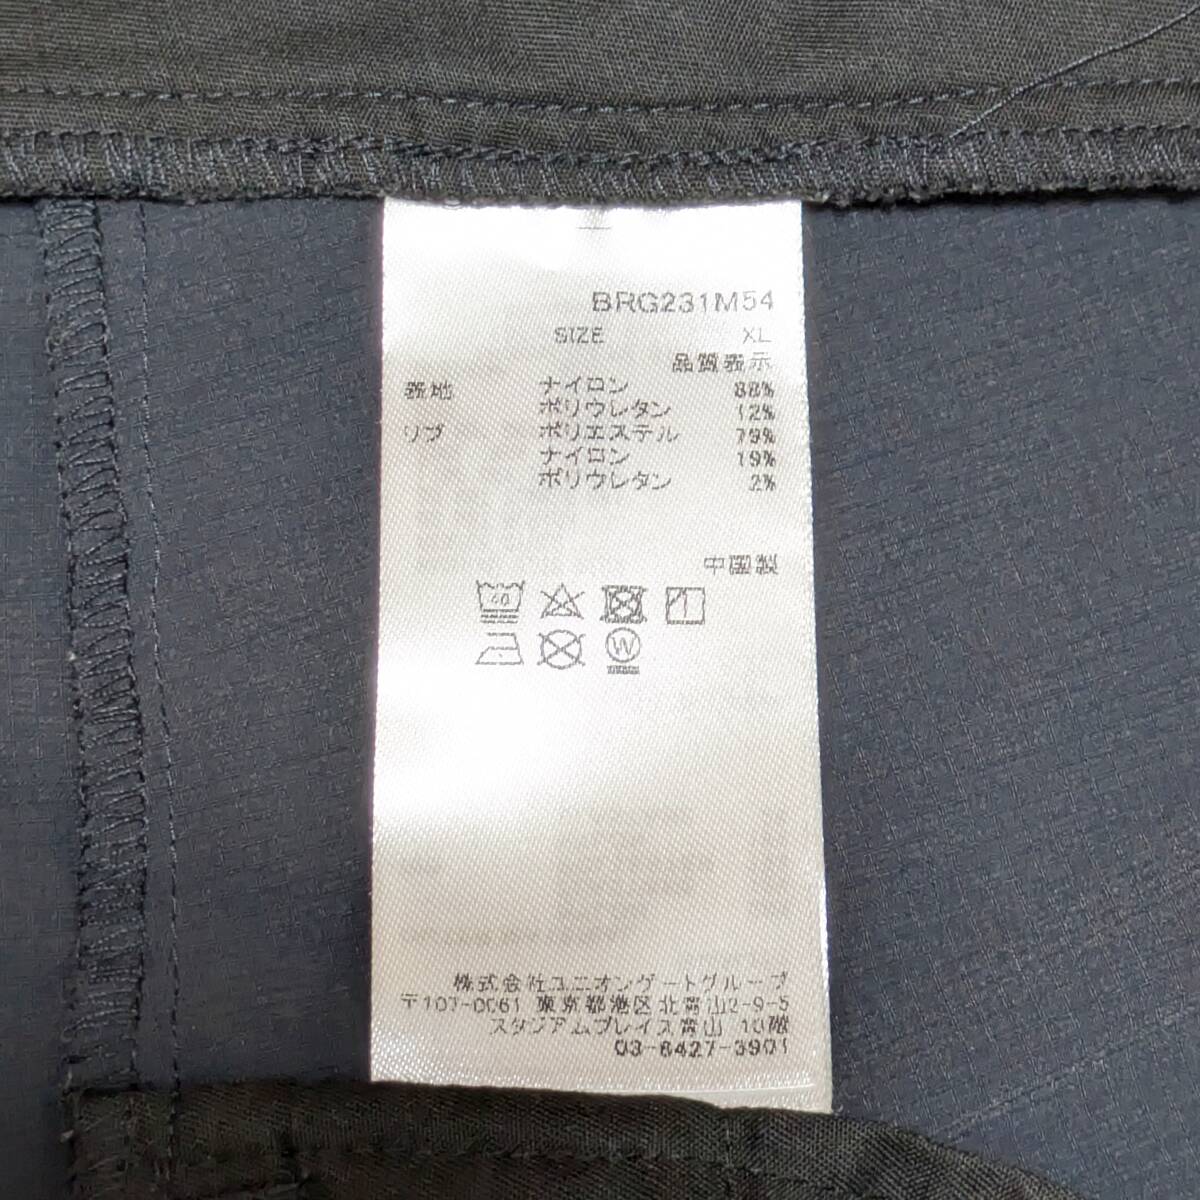 BRG231M54
SIZE XL
品質表示
表地 ナイロン 88%
ポリウレタン 12%
リブ ポリエステル 79%
ナイロン 19%
ポリウレタン 2%
中国製
40
W
株式会社ユニオンゲートグループ
〒107-0061 東京都港区北青山2-9-5
スタジアムプレイス青山 10階
03-6427-3901